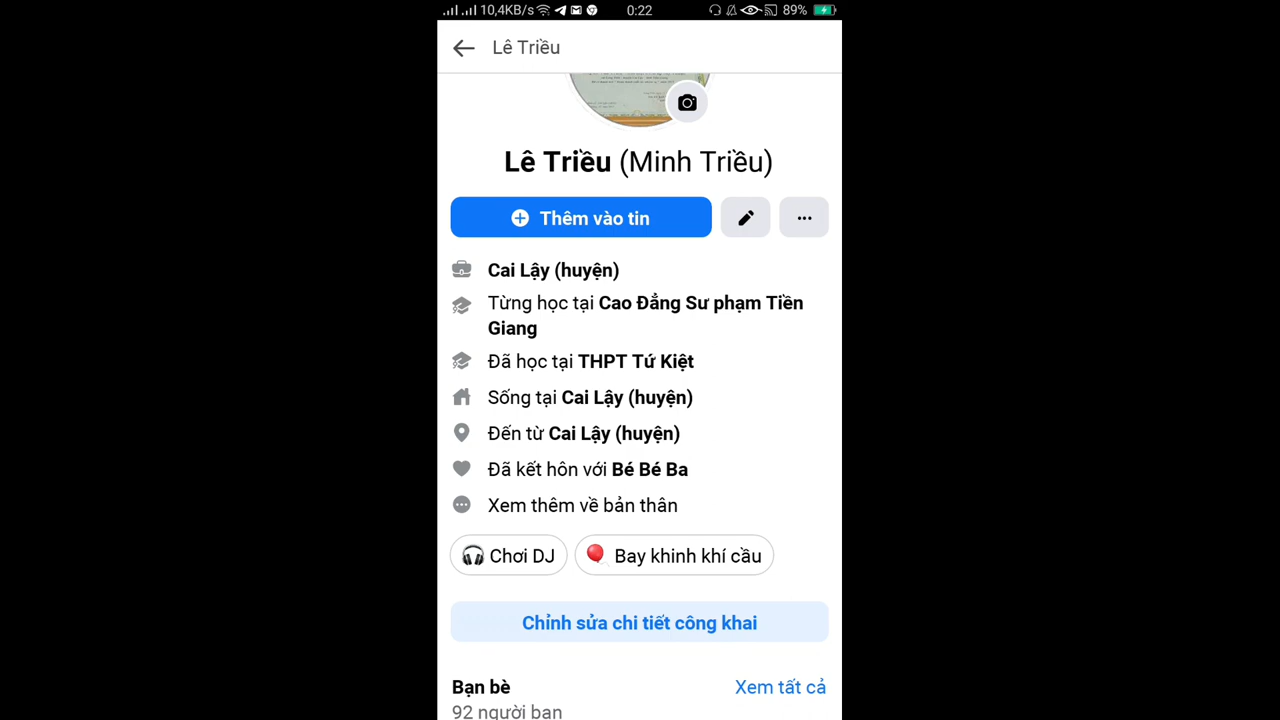 10,4KB/s 0:22 89%
Lê Triều
Lê Triều (Minh Triều)
Thêm vào tin
Cai Lậy (huyện)
Từng học tại Cao Đẳng Sư phạm Tiền
Giang
Đã học tại THPT Tứ Kiệt
Sống tại Cai Lậy (huyện)
Đến từ Cai Lậy (huyện)
Đã kết hôn với Bé Bé Ba
Xem thêm về bản thân
Chơi DJ Bay khinh khí cầu
Chỉnh sửa chi tiết công khai
Bạn bè Xem tất cả
92 người bạn